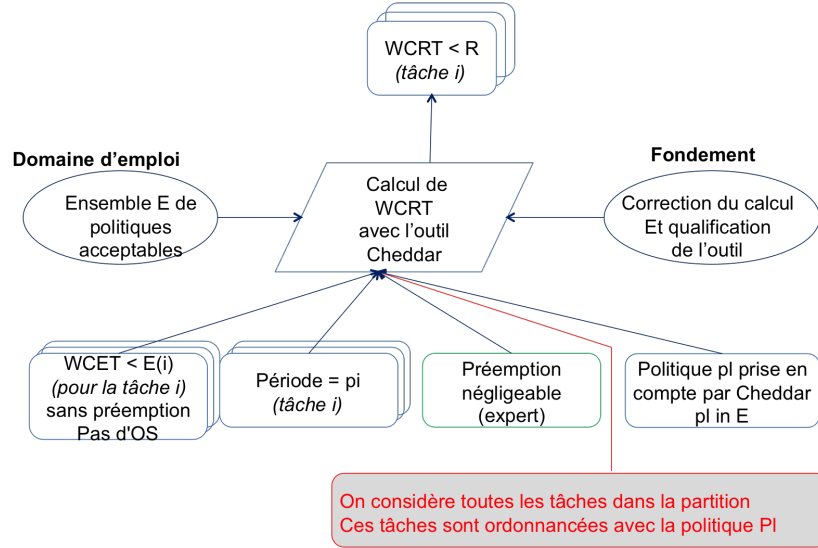 WCRT < R
(tâche i)
Domaine d'emploi
Fondement
Ensemble E de
politiques
acceptables
Calcul de
WCRT
avec l'outil
Cheddar
Correction du calcul
Et qualification
de l'outil
WCET < E(i)
(pour la tâche i)
sans préemption
Pas d'OS
Période = pi
(tâche i)
Préemption
négligeable
(expert)
Politique pl prise en
compte par Cheddar
pl in E
On considère toutes les tâches dans la partition
Ces tâches sont ordonnancées avec la politique Pl